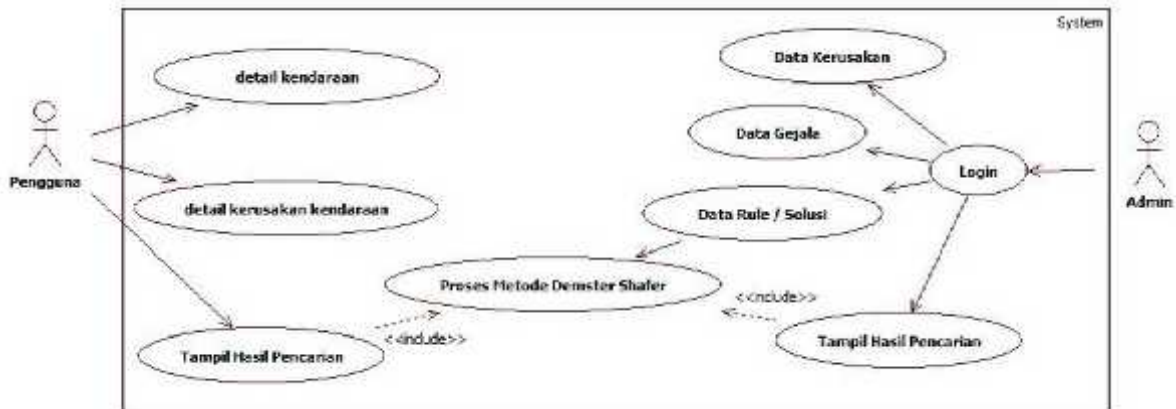 System
detail kendaraan
Data Kerusakan
Data Gejala
Pengguna
Login
Admin
detail kerusakan kendaraan
Data Rule / Solusi
Proses Metode Demster Shafer
<<include>>
<<include>>
Tampil Hasil Pencarian
Tampil Hasil Pencarian